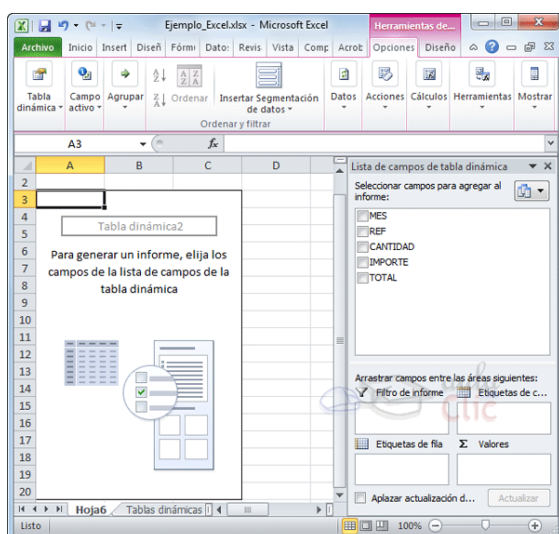 Ejemplo_Excel.xlsx - Microsoft Excel
Herramientas de...
Archivo Inicio Insert Diseñ Fórmı Dato: Revis Vista Comp Acrob Opciones Diseño
Tabla dinámica
Campo activo
Agrupar
Ordenar
Insertar Segmentación de datos
Datos
Acciones
Cálculos
Herramientas
Mostrar
Ordenar y filtrar
A3
fx
A B C D
2
3
4
5
6
7
8
9
10
11
12
13
14
15
16
17
18
19
20
Tabla dinámica2
Para generar un informe, elija los
campos de la lista de campos de la
tabla dinámica
Lista de campos de tabla dinámica
Seleccionar campos para agregar al
informe:
MES
REF
CANTIDAD
IMPORTE
TOTAL
Arrastrar campos entre las áreas siguientes:
Filtro de informe
Etiquetas de c...
Etiquetas de fila
Σ Valores
Aplazar actualización d...
Actualizar
aula
Clic
Hoja6
Tablas dinámicas
Listo
100%